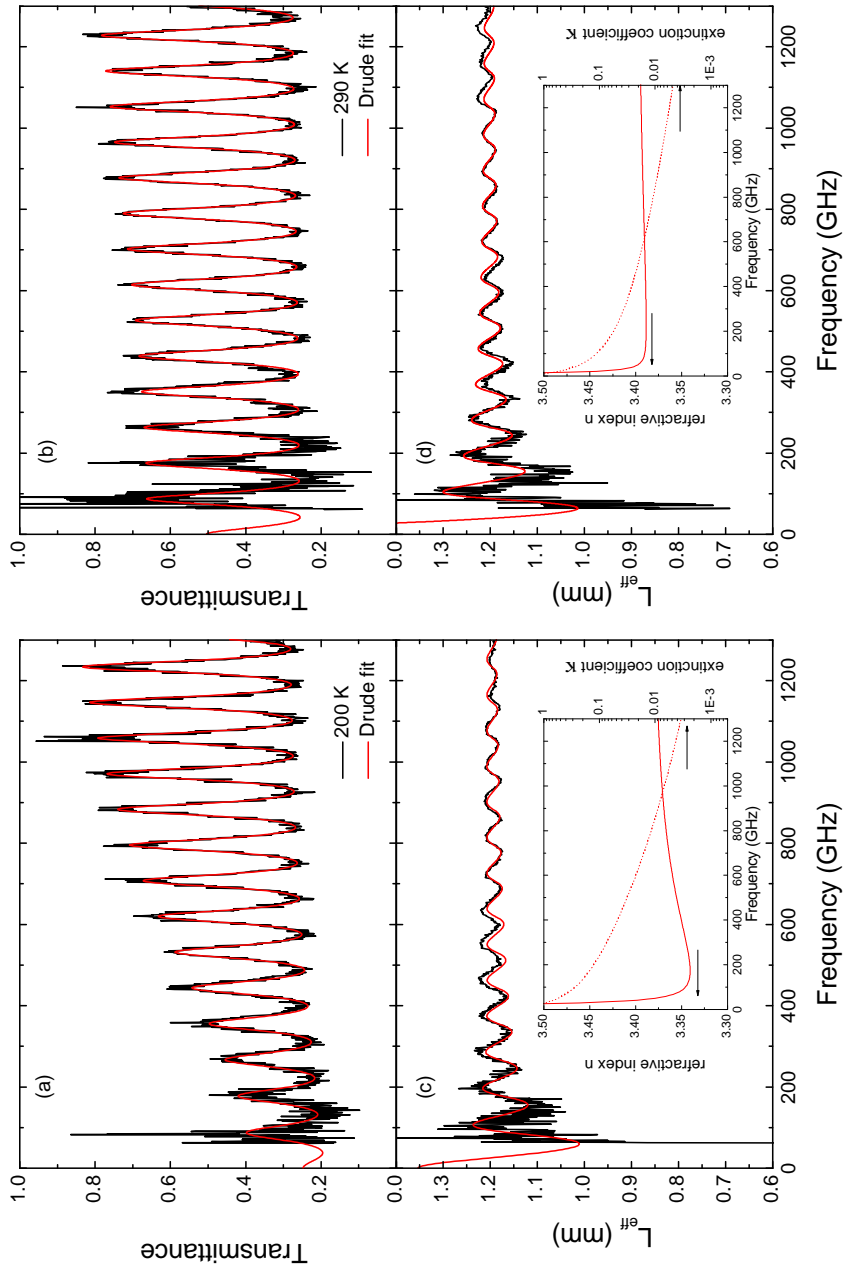 (a)
1.0
0.8
0.6
0.4
0.2
Transmittance
200 K
Drude fit
(b)
1.0
0.8
0.6
0.4
0.2
Transmittance
290 K
Drude fit
(c)
0.0
1.2
1.1
1.0
0.9
0.8
0.7
0.6
L eff (mm)
0 200 400 600 800 1000 1200
Frequency (GHz)
3.50
3.45
3.40
3.35
3.30
refractive index n
0 200 400 600 800 1000 1200
Frequency (GHz)
1
0.1
0.01
1E-3
extinction coefficient K
(d)
0.0
1.2
1.1
1.0
0.9
0.8
0.7
0.6
L eff (mm)
0 200 400 600 800 1000 1200
Frequency (GHz)
3.50
3.45
3.40
3.35
3.30
refractive index n
0 200 400 600 800 1000 1200
Frequency (GHz)
1
0.1
0.01
1E-3
extinction coefficient K